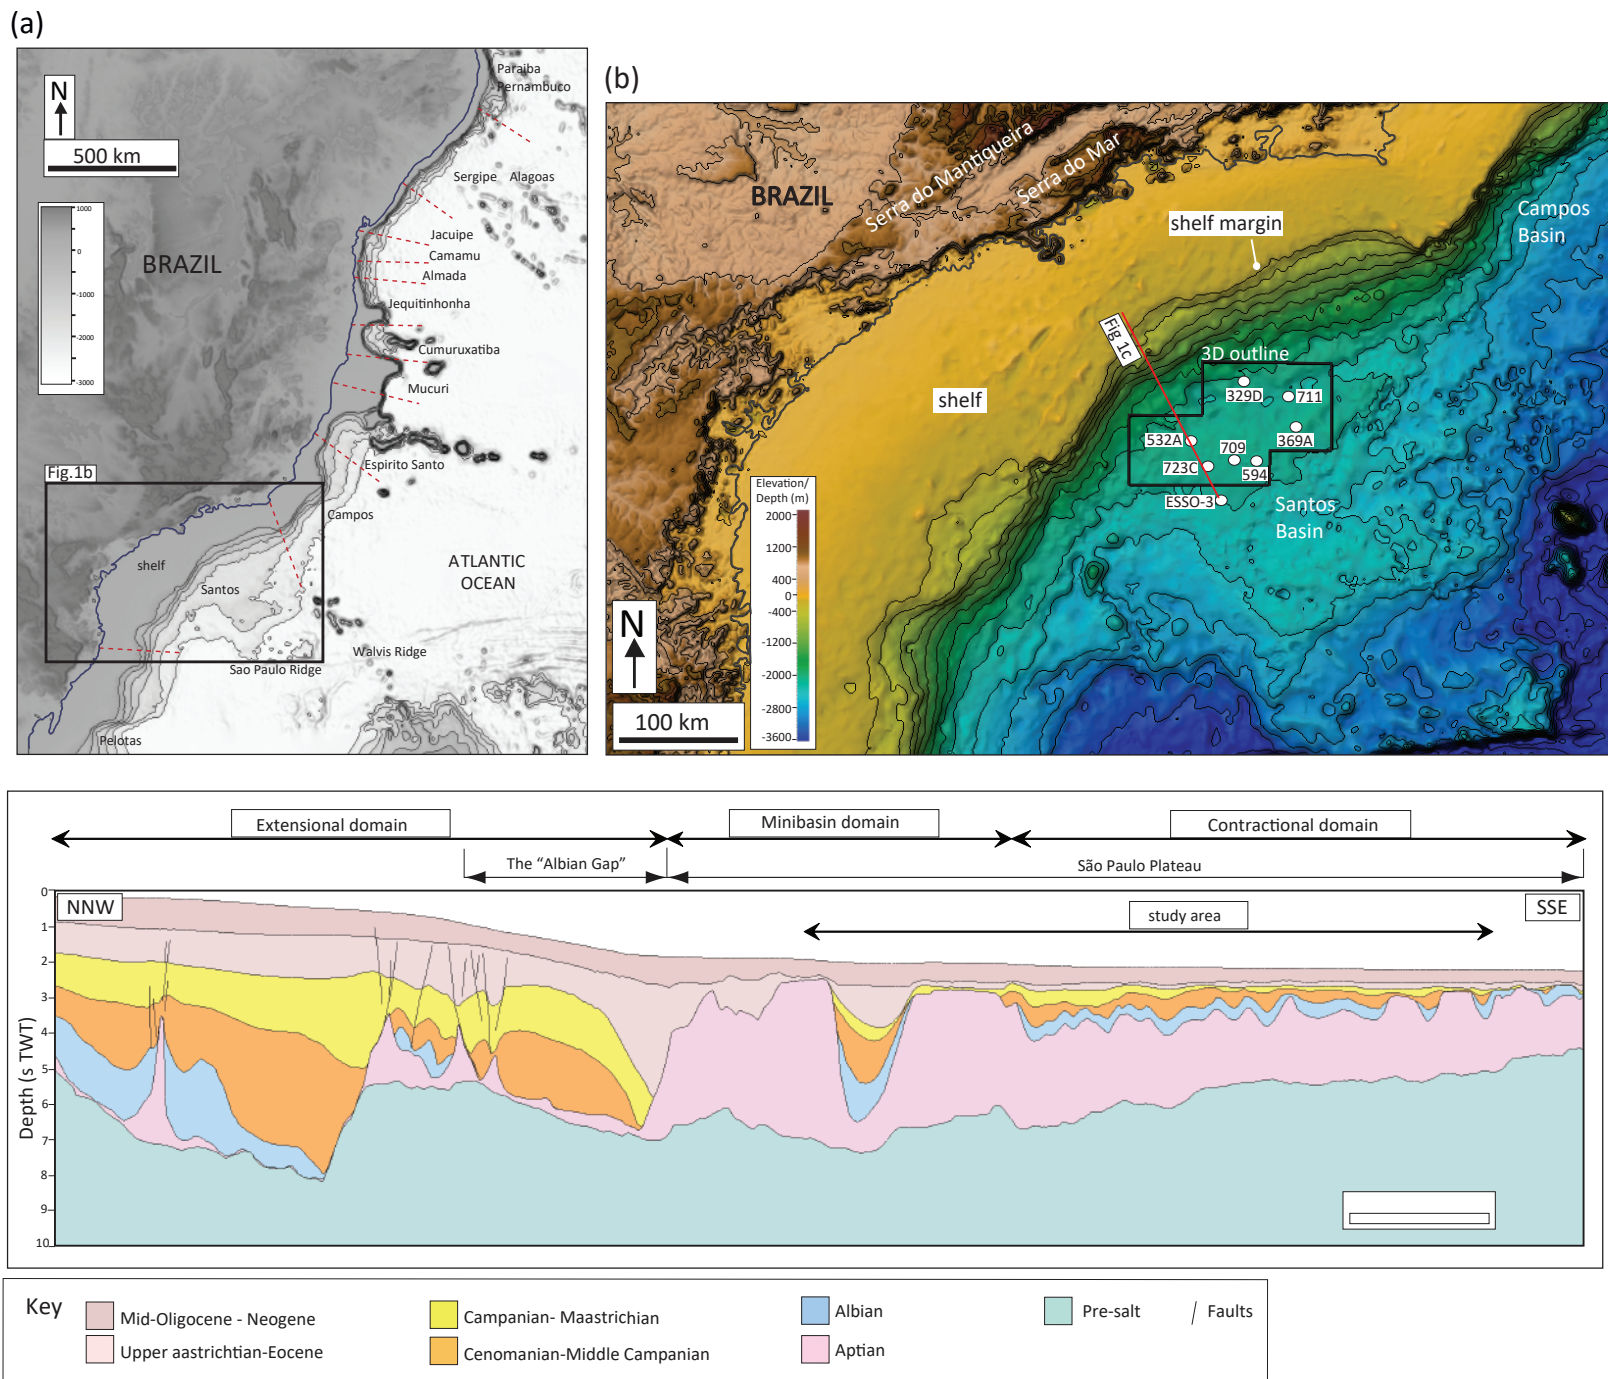 (a)
Paraiba
Pernambuco
N
500 km
Sergipe Alagoas
1000
0
-1000
-2000
-3000
Jacuipe
BRAZIL
Camamu
Almada
Jequitinhonha
Cumuruxatiba
Mucuri
Espirito Santo
Fig.1b
Campos
shelf
ATLANTIC
OCEAN
Santos
Walvis Ridge
Sao Paulo Ridge
Pelotas
(b)
Serra do Mantiqueira
Serra do Mar
BRAZIL
Campos
Basin
shelf margin
Fig 1c
3D outline
329D
711
shelf
532A
369A
709
723C
594
ESSO-3
Santos
Basin
Elevation/
Depth (m)
2000
1200
400
0
-400
-1200
-2000
-2800
-3600
N
100 km
Extensional domain
Minibasin domain
Contractional domain
The “Albian Gap”
São Paulo Plateau
NNW
SSE
study area
Depth (s TWT)
0
1
2
3
4
5
6
7
8
9
10
Key
Mid-Oligocene - Neogene
Campanian- Maastrichian
Albian
Pre-salt
Faults
Upper aastrichtian-Eocene
Cenomanian-Middle Campanian
Aptian